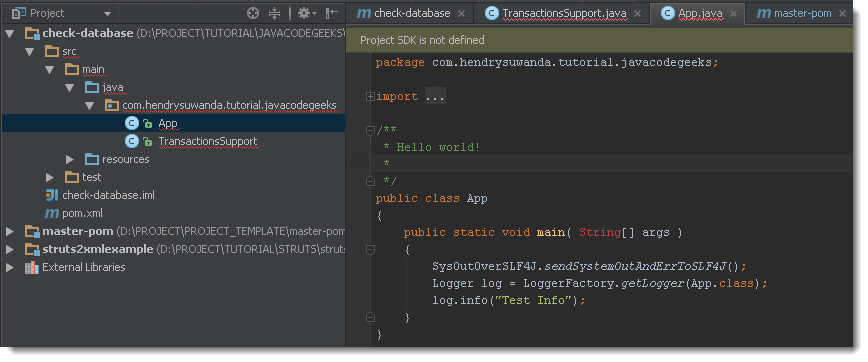 Project
check-database (D:\PROJECT\TUTORIAL\JAVACODEGEEKS\
src
main
java
com.hendrysuwanda.tutorial.javacodegeeks
App
TransactionsSupport
resources
test
check-database.iml
pom.xml
master-pom (D:\PROJECT\PROJECT_TEMPLATE\master-pom
struts2xmlexample (D:\PROJECT\TUTORIAL\STRUTS\struts
External Libraries
m check-database
C TransactionsSupport.java
C App.java
m master-pom
Project SDK is not defined
package com.hendrysuwanda.tutorial.javacodegeeks;
import ...
/**
* Hello world!
*
*/
public class App
{
public static void main( String[] args )
{
SysOutOverSLF4J.sendSystemOutAndErrToSLF4J();
Logger log = LoggerFactory.getLogger(App.class);
log.info("Test Info");
}
}